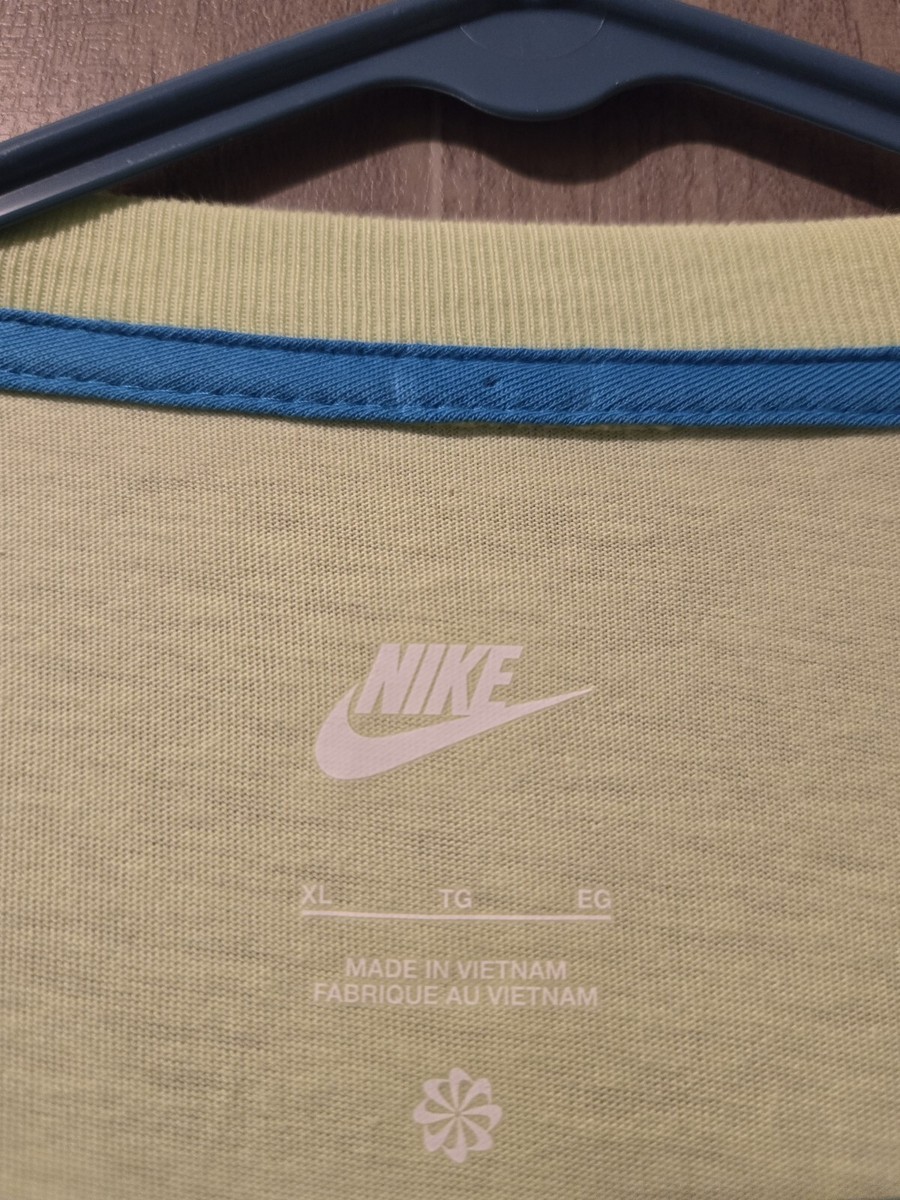 NIKE
XL TG EG
MADE IN VIETNAM
FABRIQUE AU VIETNAM